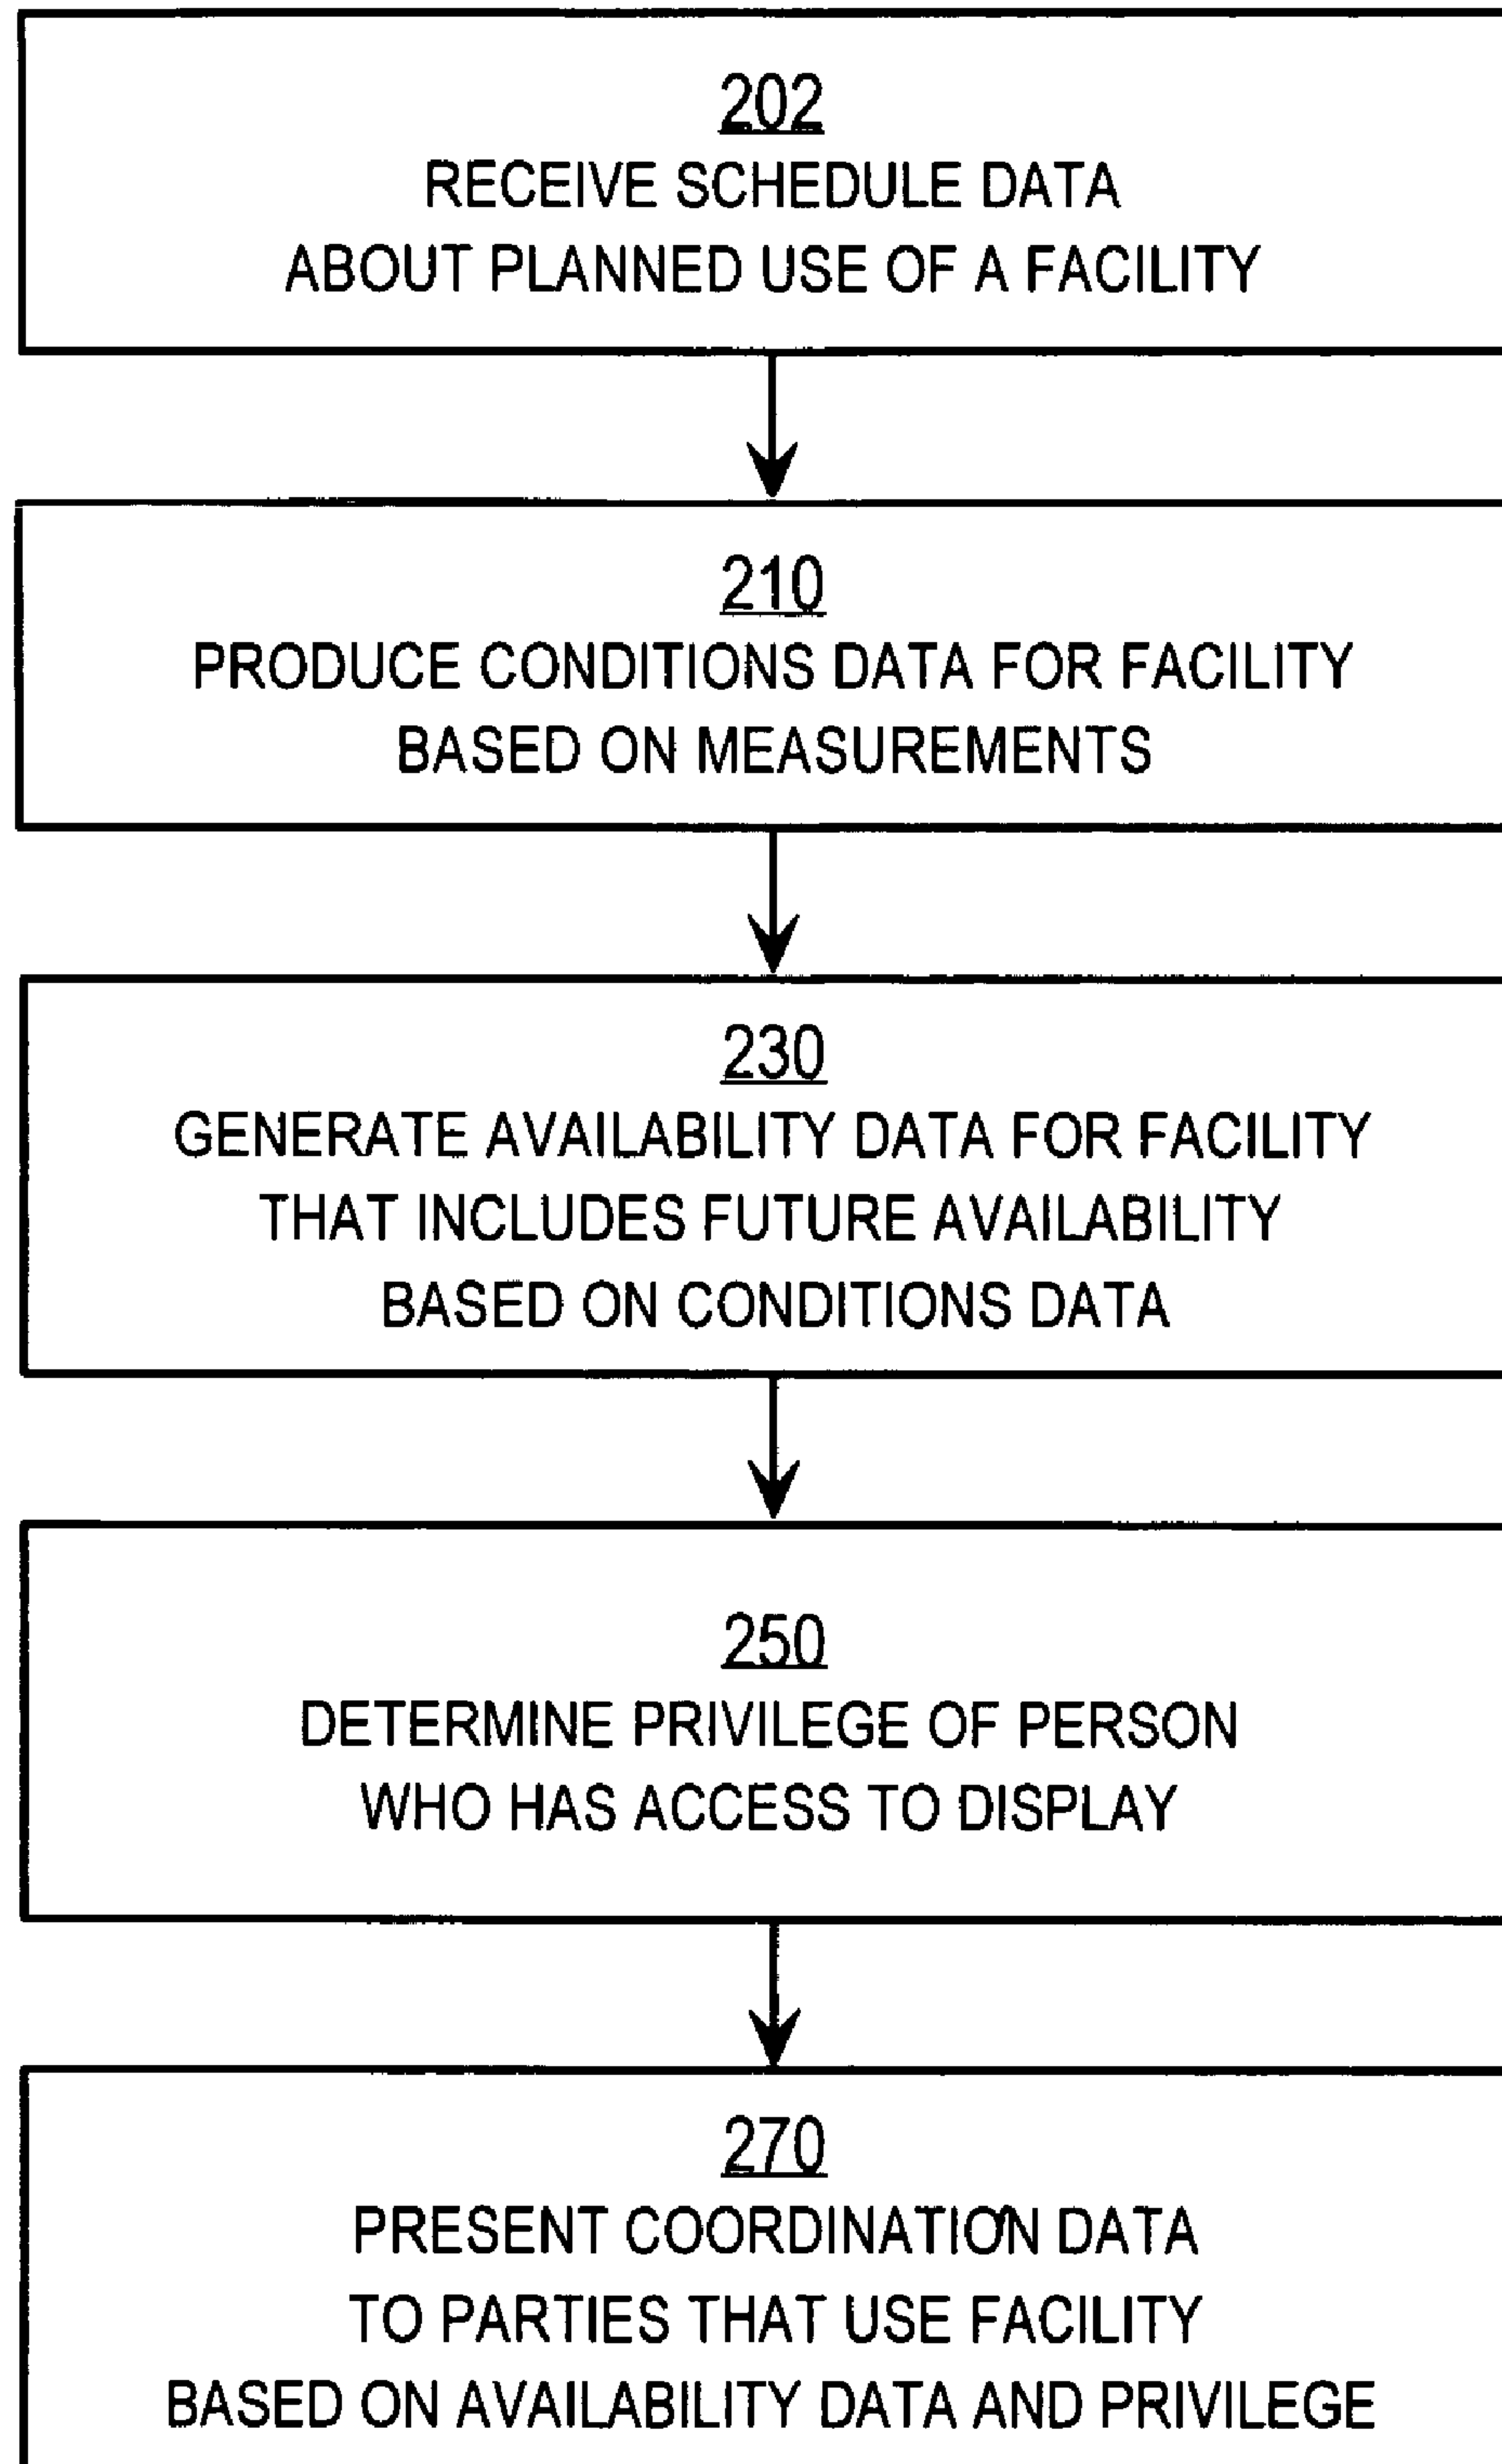 202
RECEIVE SCHEDULE DATA
ABOUT PLANNED USE OF A FACILITY
210
PRODUCE CONDITIONS DATA FOR FACILITY
BASED ON MEASUREMENTS
230
GENERATE AVAILABILITY DATA FOR FACILITY
THAT INCLUDES FUTURE AVAILABILITY
BASED ON CONDITIONS DATA
250
DETERMINE PRIVILEGE OF PERSON
WHO HAS ACCESS TO DISPLAY
270
PRESENT COORDINATION DATA
TO PARTIES THAT USE FACILITY
BASED ON AVAILABILITY DATA AND PRIVILEGE